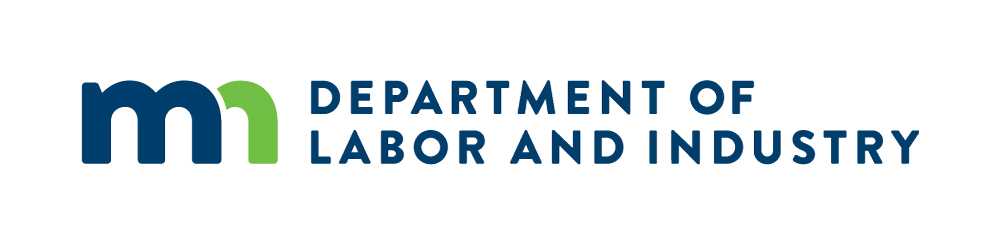 mn
DEPARTMENT OF
LABOR AND INDUSTRY